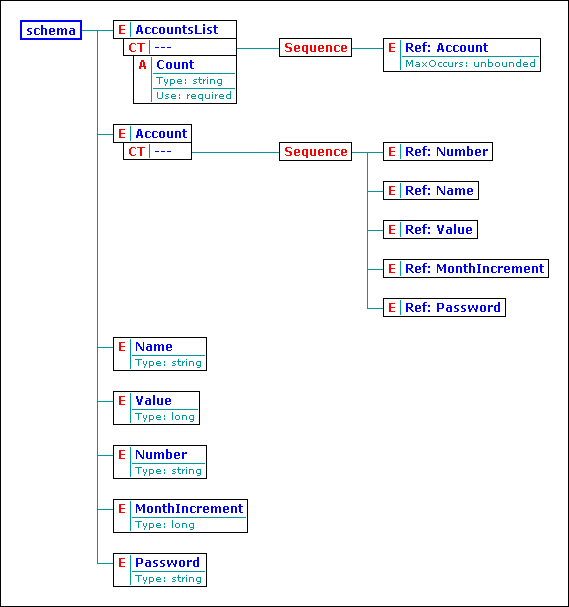 schema
E AccountsList
CT ---
A Count
Type: string
Use: required
Sequence
E Ref: Account
MaxOccurs: unbounded
E Account
CT ---
Sequence
E Ref: Number
E Ref: Name
E Ref: Value
E Ref: MonthIncrement
E Ref: Password
E Name
Type: string
E Value
Type: long
E Number
Type: string
E MonthIncrement
Type: long
E Password
Type: string